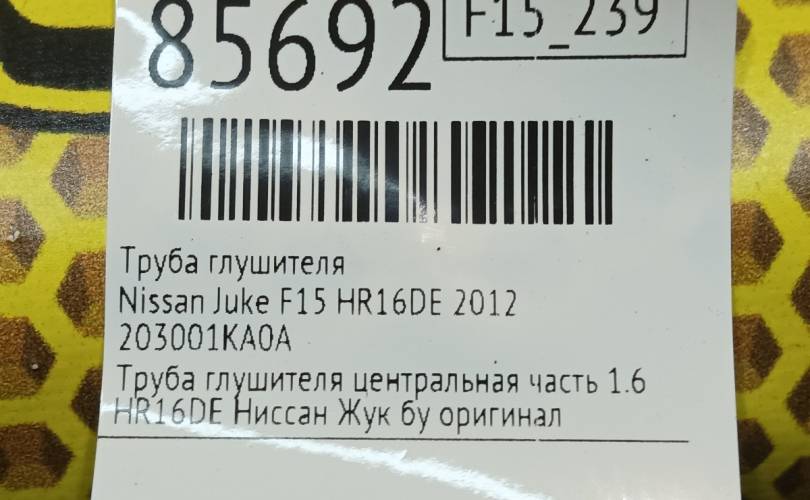 85692
F15_239
Труба глушителя
Nissan Juke F15 HR16DE 2012
203001KA0A
Труба глушителя центральная часть 1.6
HR16DE Ниссан Жук бу оригинал